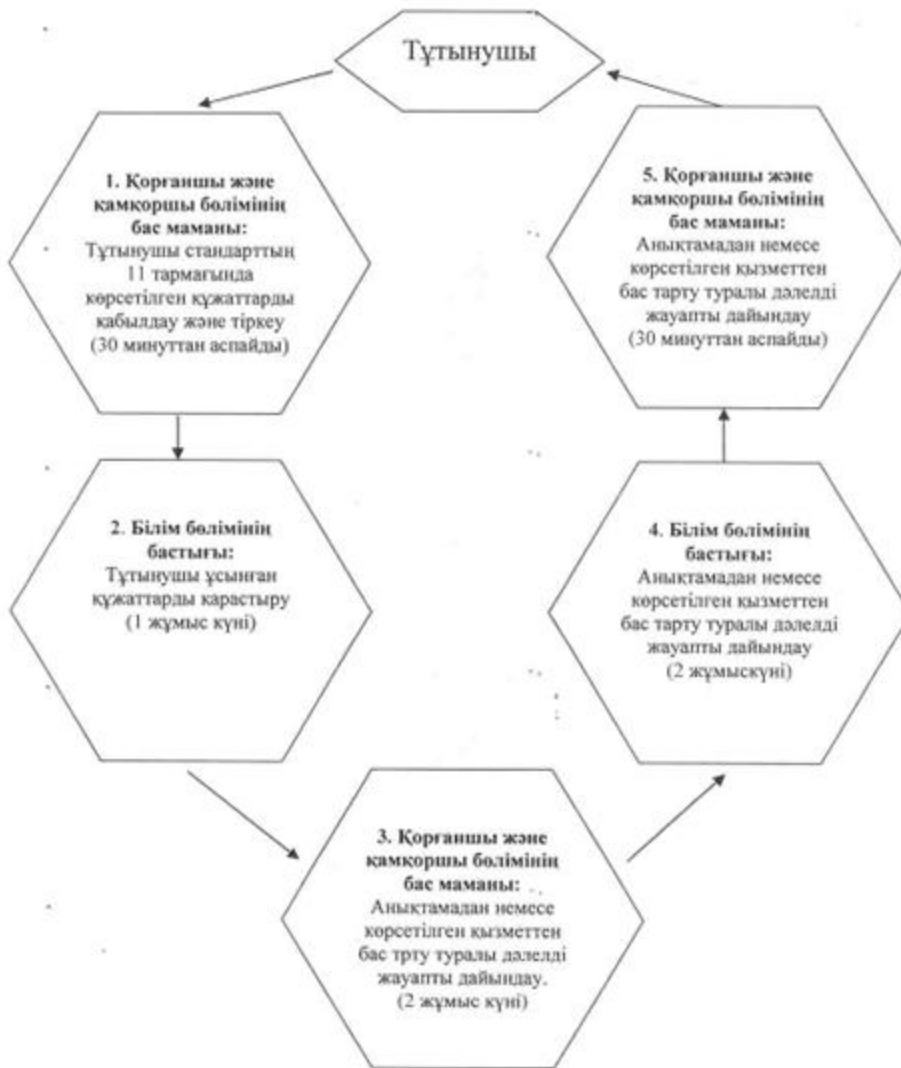 Тұтынушы
1. Қорғаншы және
қамқоршы бөлімінің
бас маманы:
Тұтынушы стандарттың
11 тармағында
көрсетілген құжаттарды
қабылдау және тіркеу
(30 минуттан аспайды)
2. Білім бөлімінің
бастығы:
Тұтынушы ұсынған
құжаттарды қарастыру
(1 жұмыс күні)
3. Қорғаншы және
қамқоршы бөлімінің
бас маманы:
Анықтамадан немесе
көрсетілген қызметтен
бас трту туралы дәлелді
жауапты дайындау.
(2 жұмыс күні)
4. Білім бөлімінің
бастығы:
Анықтамадан немесе
көрсетілген қызметтен
бас тарту туралы дәлелді
жауапты дайындау
(2 жұмыскүні)
5. Қорғаншы және
қамқоршы бөлімінің
бас маманы:
Анықтамадан немесе
көрсетілген қызметтен
бас тарту туралы дәлелді
жауапты дайындау
(30 минуттан аспайды)